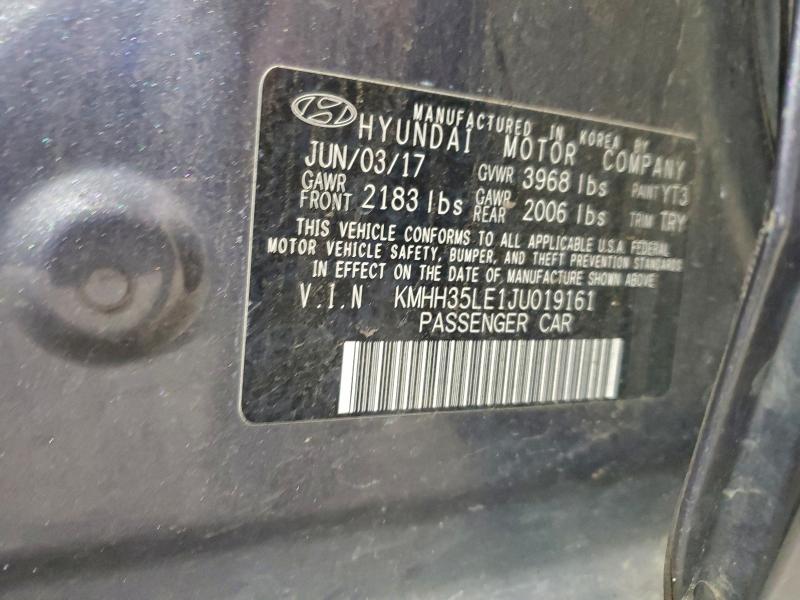 MANUFACTURED IN KOREA BY
HYUNDAI MOTOR COMPANY
JUN/03/17 GVWR 3968 lbs PAINT YT3
GAWR FRONT 2183 lbs GAWR REAR 2006 lbs TRIM TRY
THIS VEHICLE CONFORMS TO ALL APPLICABLE U.S.A. FEDERAL
MOTOR VEHICLE SAFETY, BUMPER, AND THEFT PREVENTION STANDARDS
IN EFFECT ON THE DATE OF MANUFACTURE SHOWN ABOVE
V.I.N KMHH35LE1JU019161
PASSENGER CAR